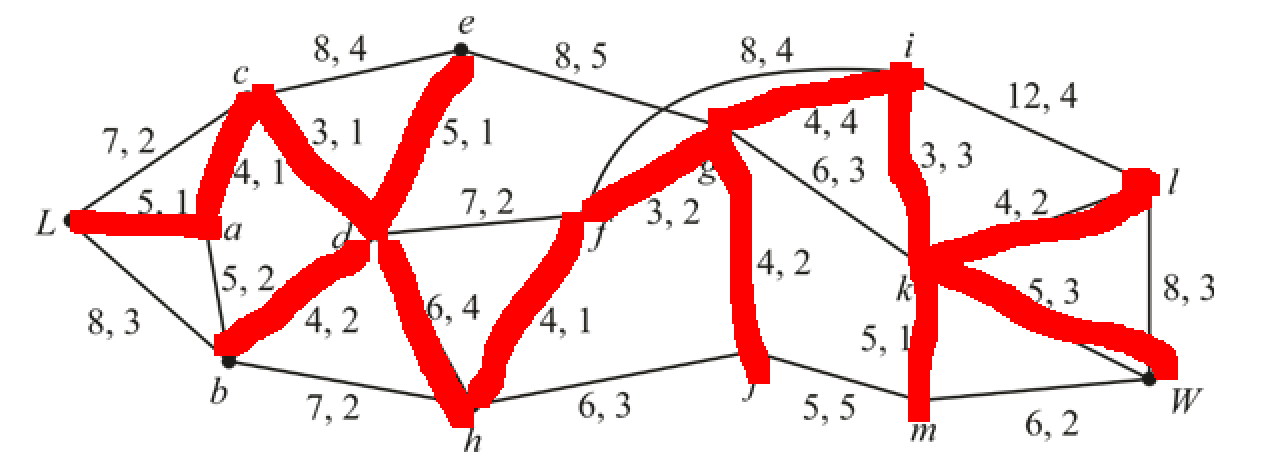 e
8, 4
8, 5
8, 4
i
c
12, 4
7, 2
3, 1
5, 1
4, 4
4, 1
6, 3
3, 3
g
l
5, 1
7, 2
3, 2
4, 2
L
a
d
f
4, 2
5, 2
k
5, 3
8, 3
8, 3
4, 2
6, 4
4, 1
5, 1
b
7, 2
6, 3
j
5, 5
W
h
m
6, 2